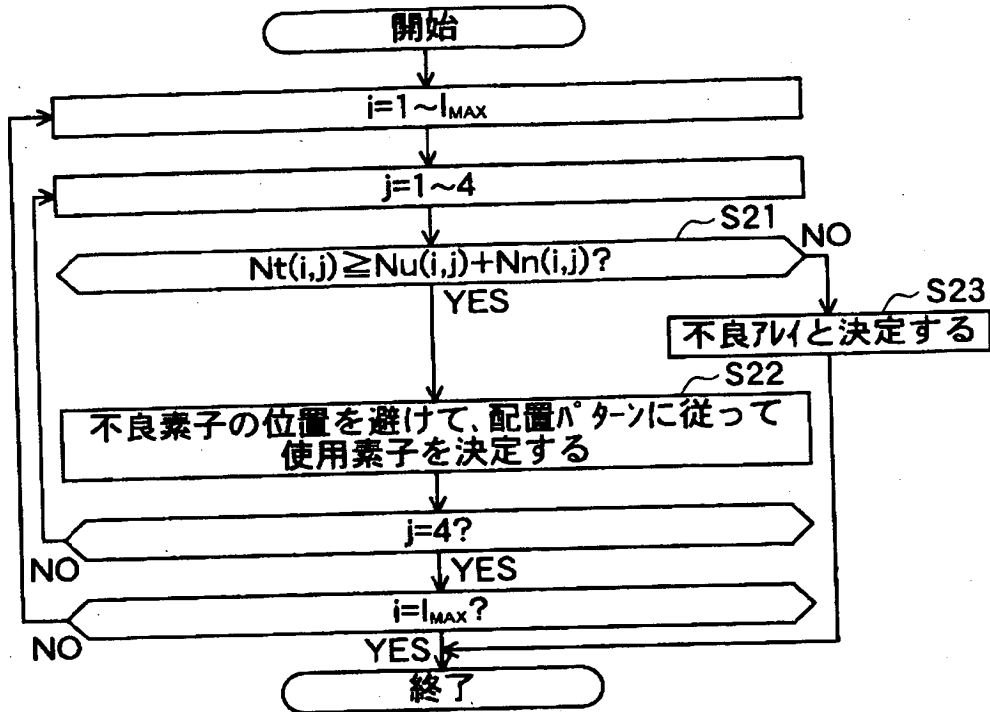 開始
i=1～IMAX
j=1～4
S21
Nt(i,j)≧Nu(i,j)+Nn(i,j)?
NO
YES
S23
不良ｱﾚｲと決定する
S22
不良素子の位置を避けて、配置ﾊﾟﾀｰﾝに従って
使用素子を決定する
j=4?
NO
YES
i=IMAX?
NO
YES
終了